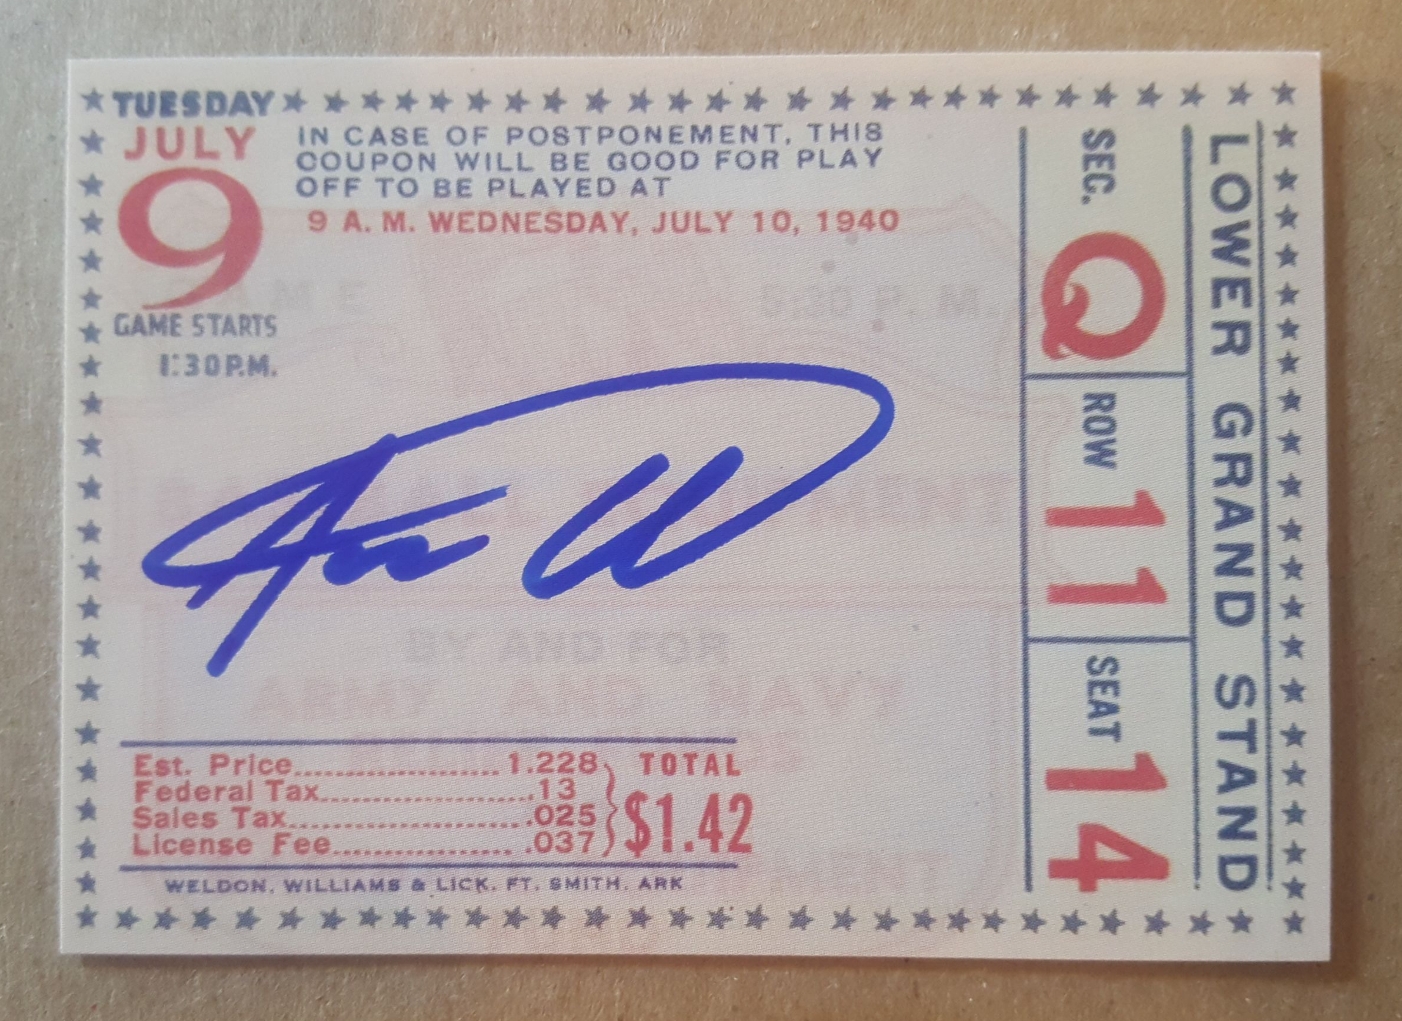 TUESDAY
JULY
9
GAME STARTS
1:30 P.M.
IN CASE OF POSTPONEMENT, THIS
COUPON WILL BE GOOD FOR PLAY
OFF TO BE PLAYED AT
9 A. M. WEDNESDAY, JULY 10, 1940
5:30 P. M.
BY AND FOR
ARMY AND NAVY
Est. Price 1.228
Federal Tax .13
Sales Tax .025
License Fee .037
TOTAL
$1.42
WELDON, WILLIAMS & LICK, FT. SMITH, ARK
SEC.
Q
ROW
11
SEAT
14
LOWER GRAND STAND